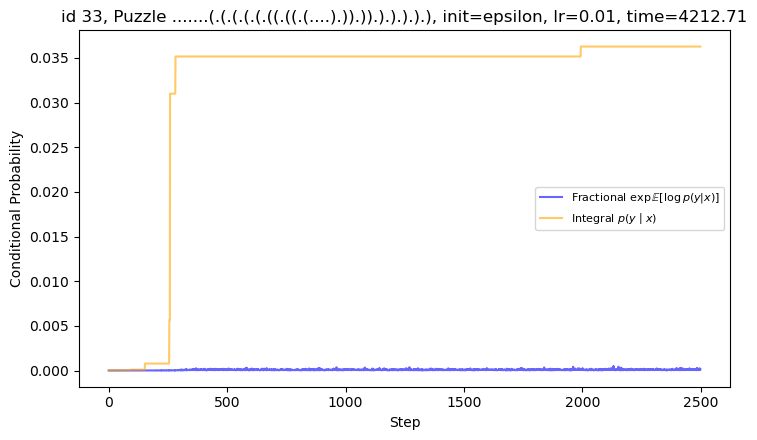 id 33, Puzzle .......(.(.(.(.(.((.((.(....).)).)).).).).).), init=epsilon, lr=0.01, time=4212.71
Conditional Probability
0.035
0.030
0.025
0.020
0.015
0.010
0.005
0.000
Fractional exp𝔼[log p(y|x)]
Integral p(y | x)
0
500
1000
1500
2000
2500
Step